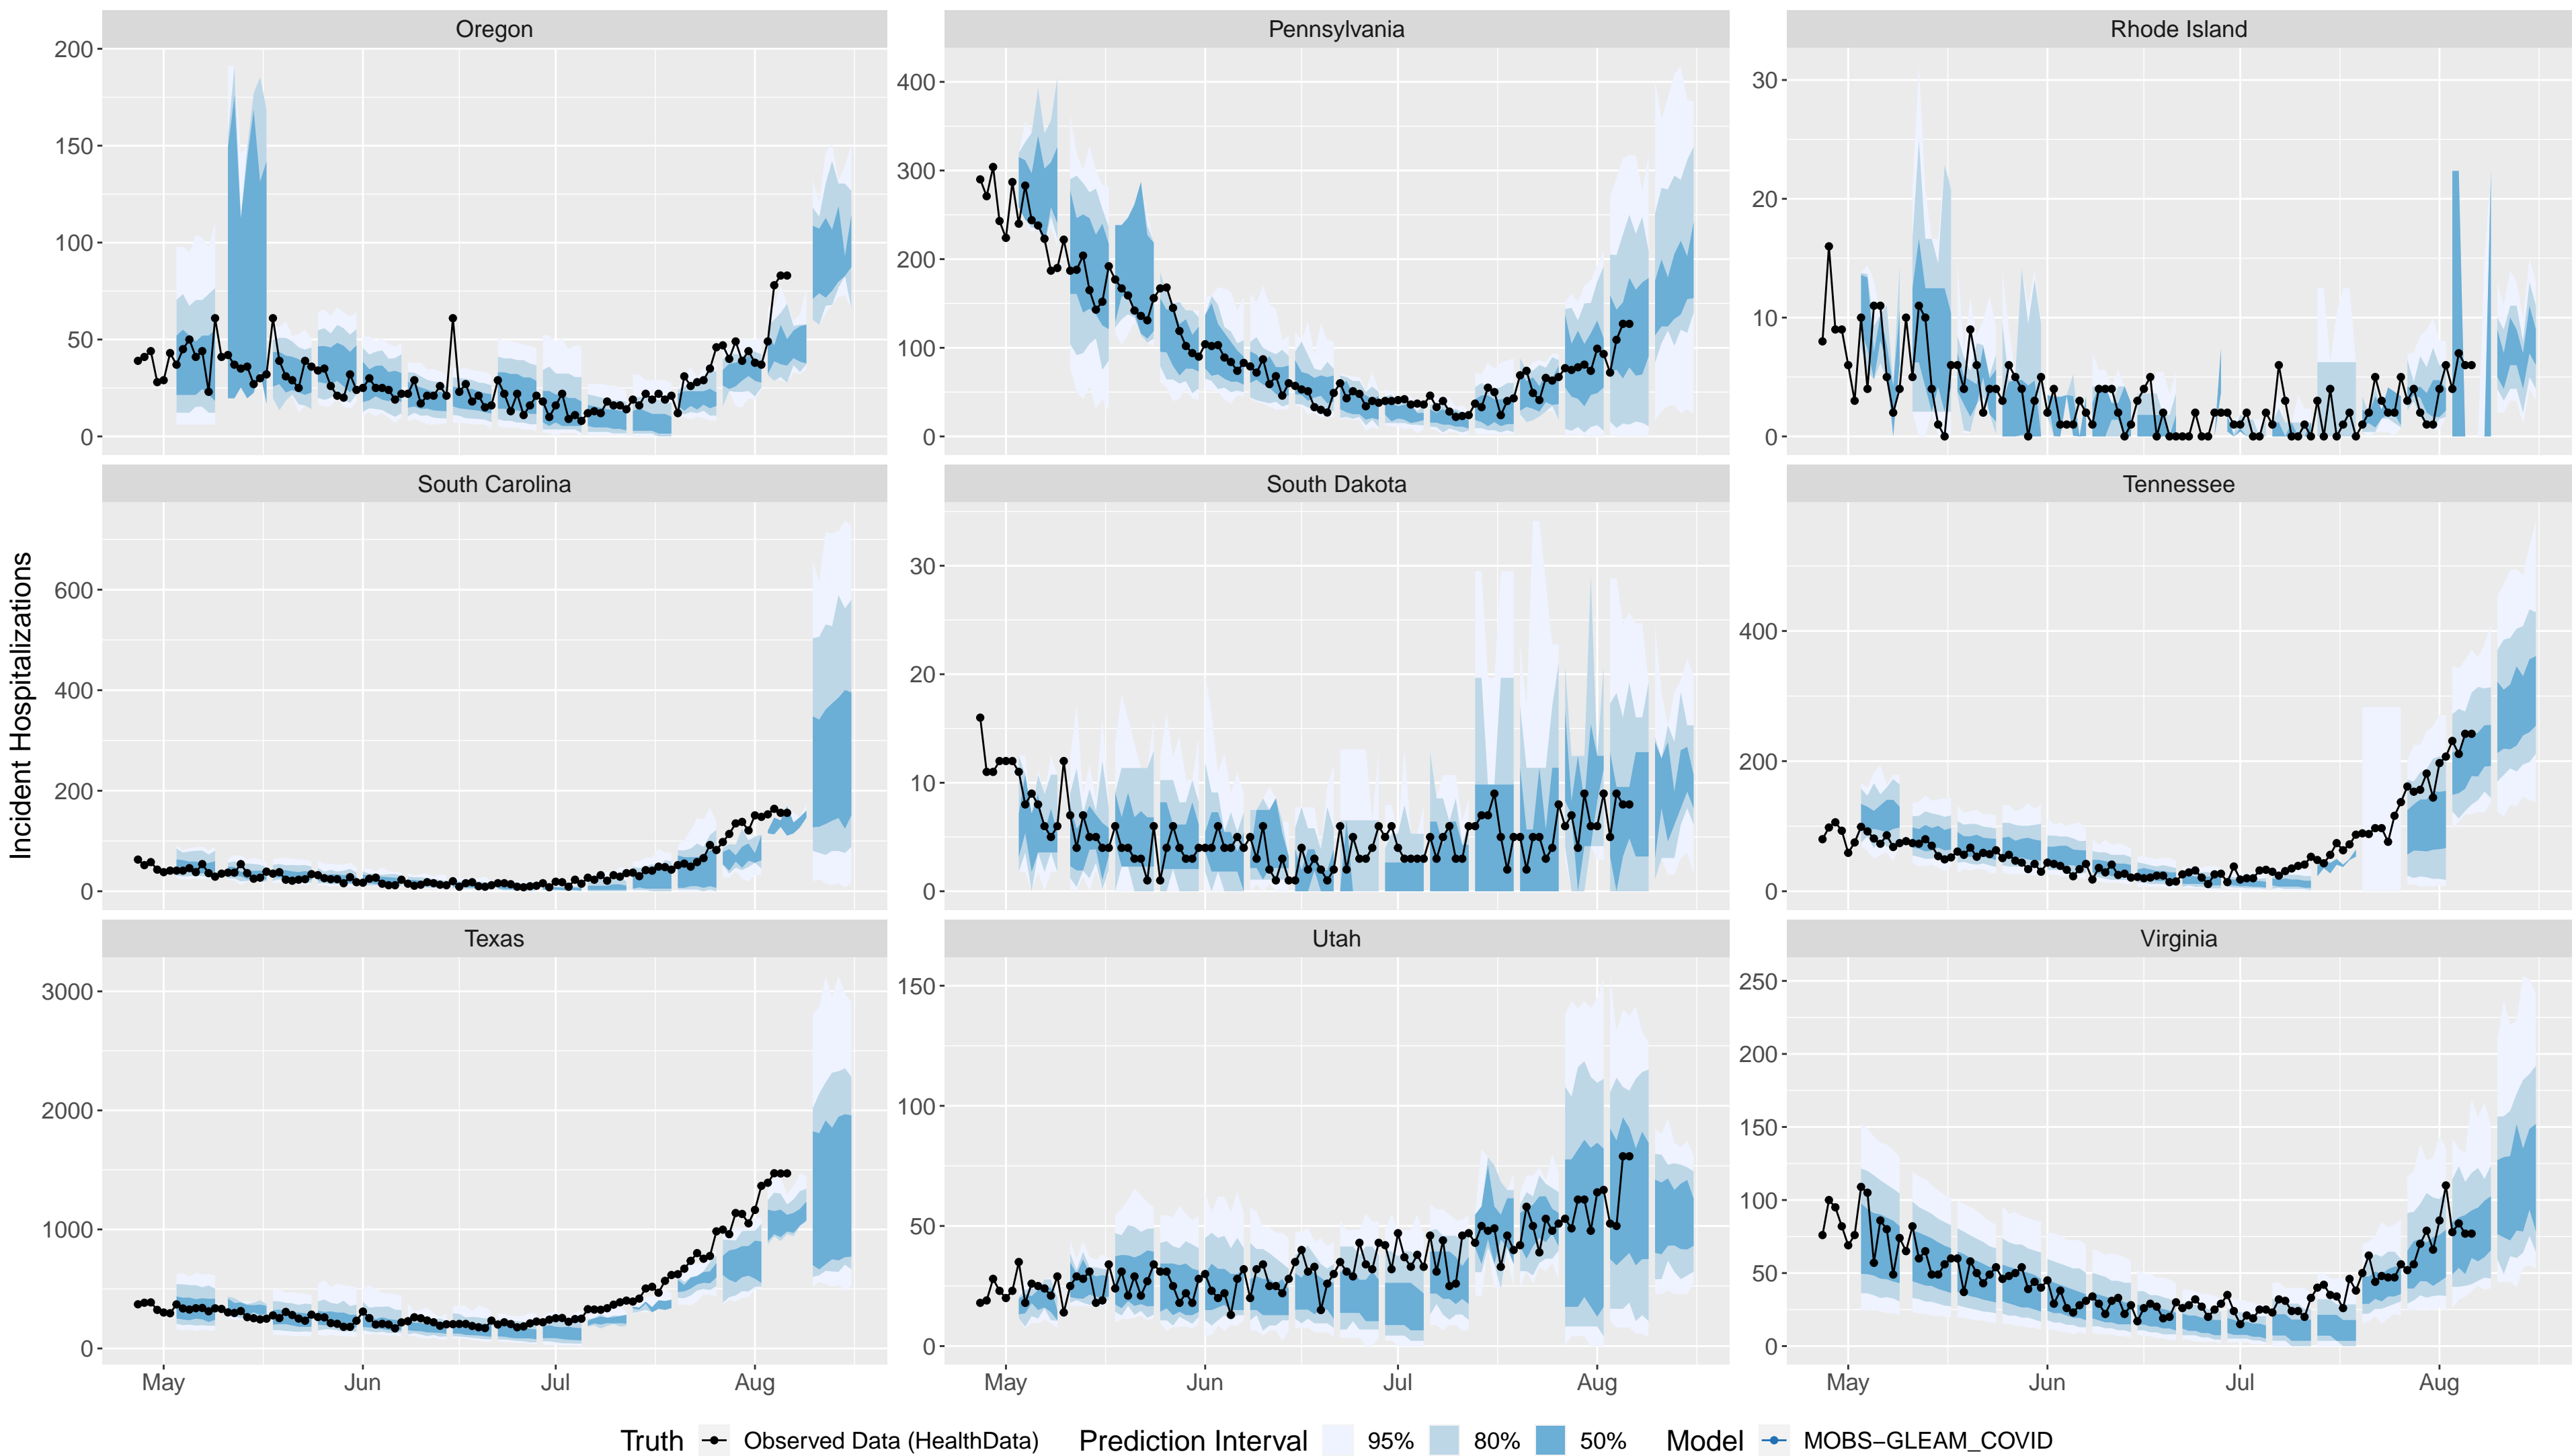 Oregon
Pennsylvania
Rhode Island
200
150
100
50
0
400
300
200
100
0
30
20
10
0
South Carolina
South Dakota
Tennessee
Incident Hospitalizations
600
400
200
0
30
20
10
0
400
200
0
Texas
Utah
Virginia
3000
2000
1000
0
150
100
50
0
250
200
150
100
50
0
May Jun Jul Aug
May Jun Jul Aug
May Jun Jul Aug
Truth Observed Data (HealthData) Prediction Interval 95% 80% 50% Model MOBS−GLEAM_COVID